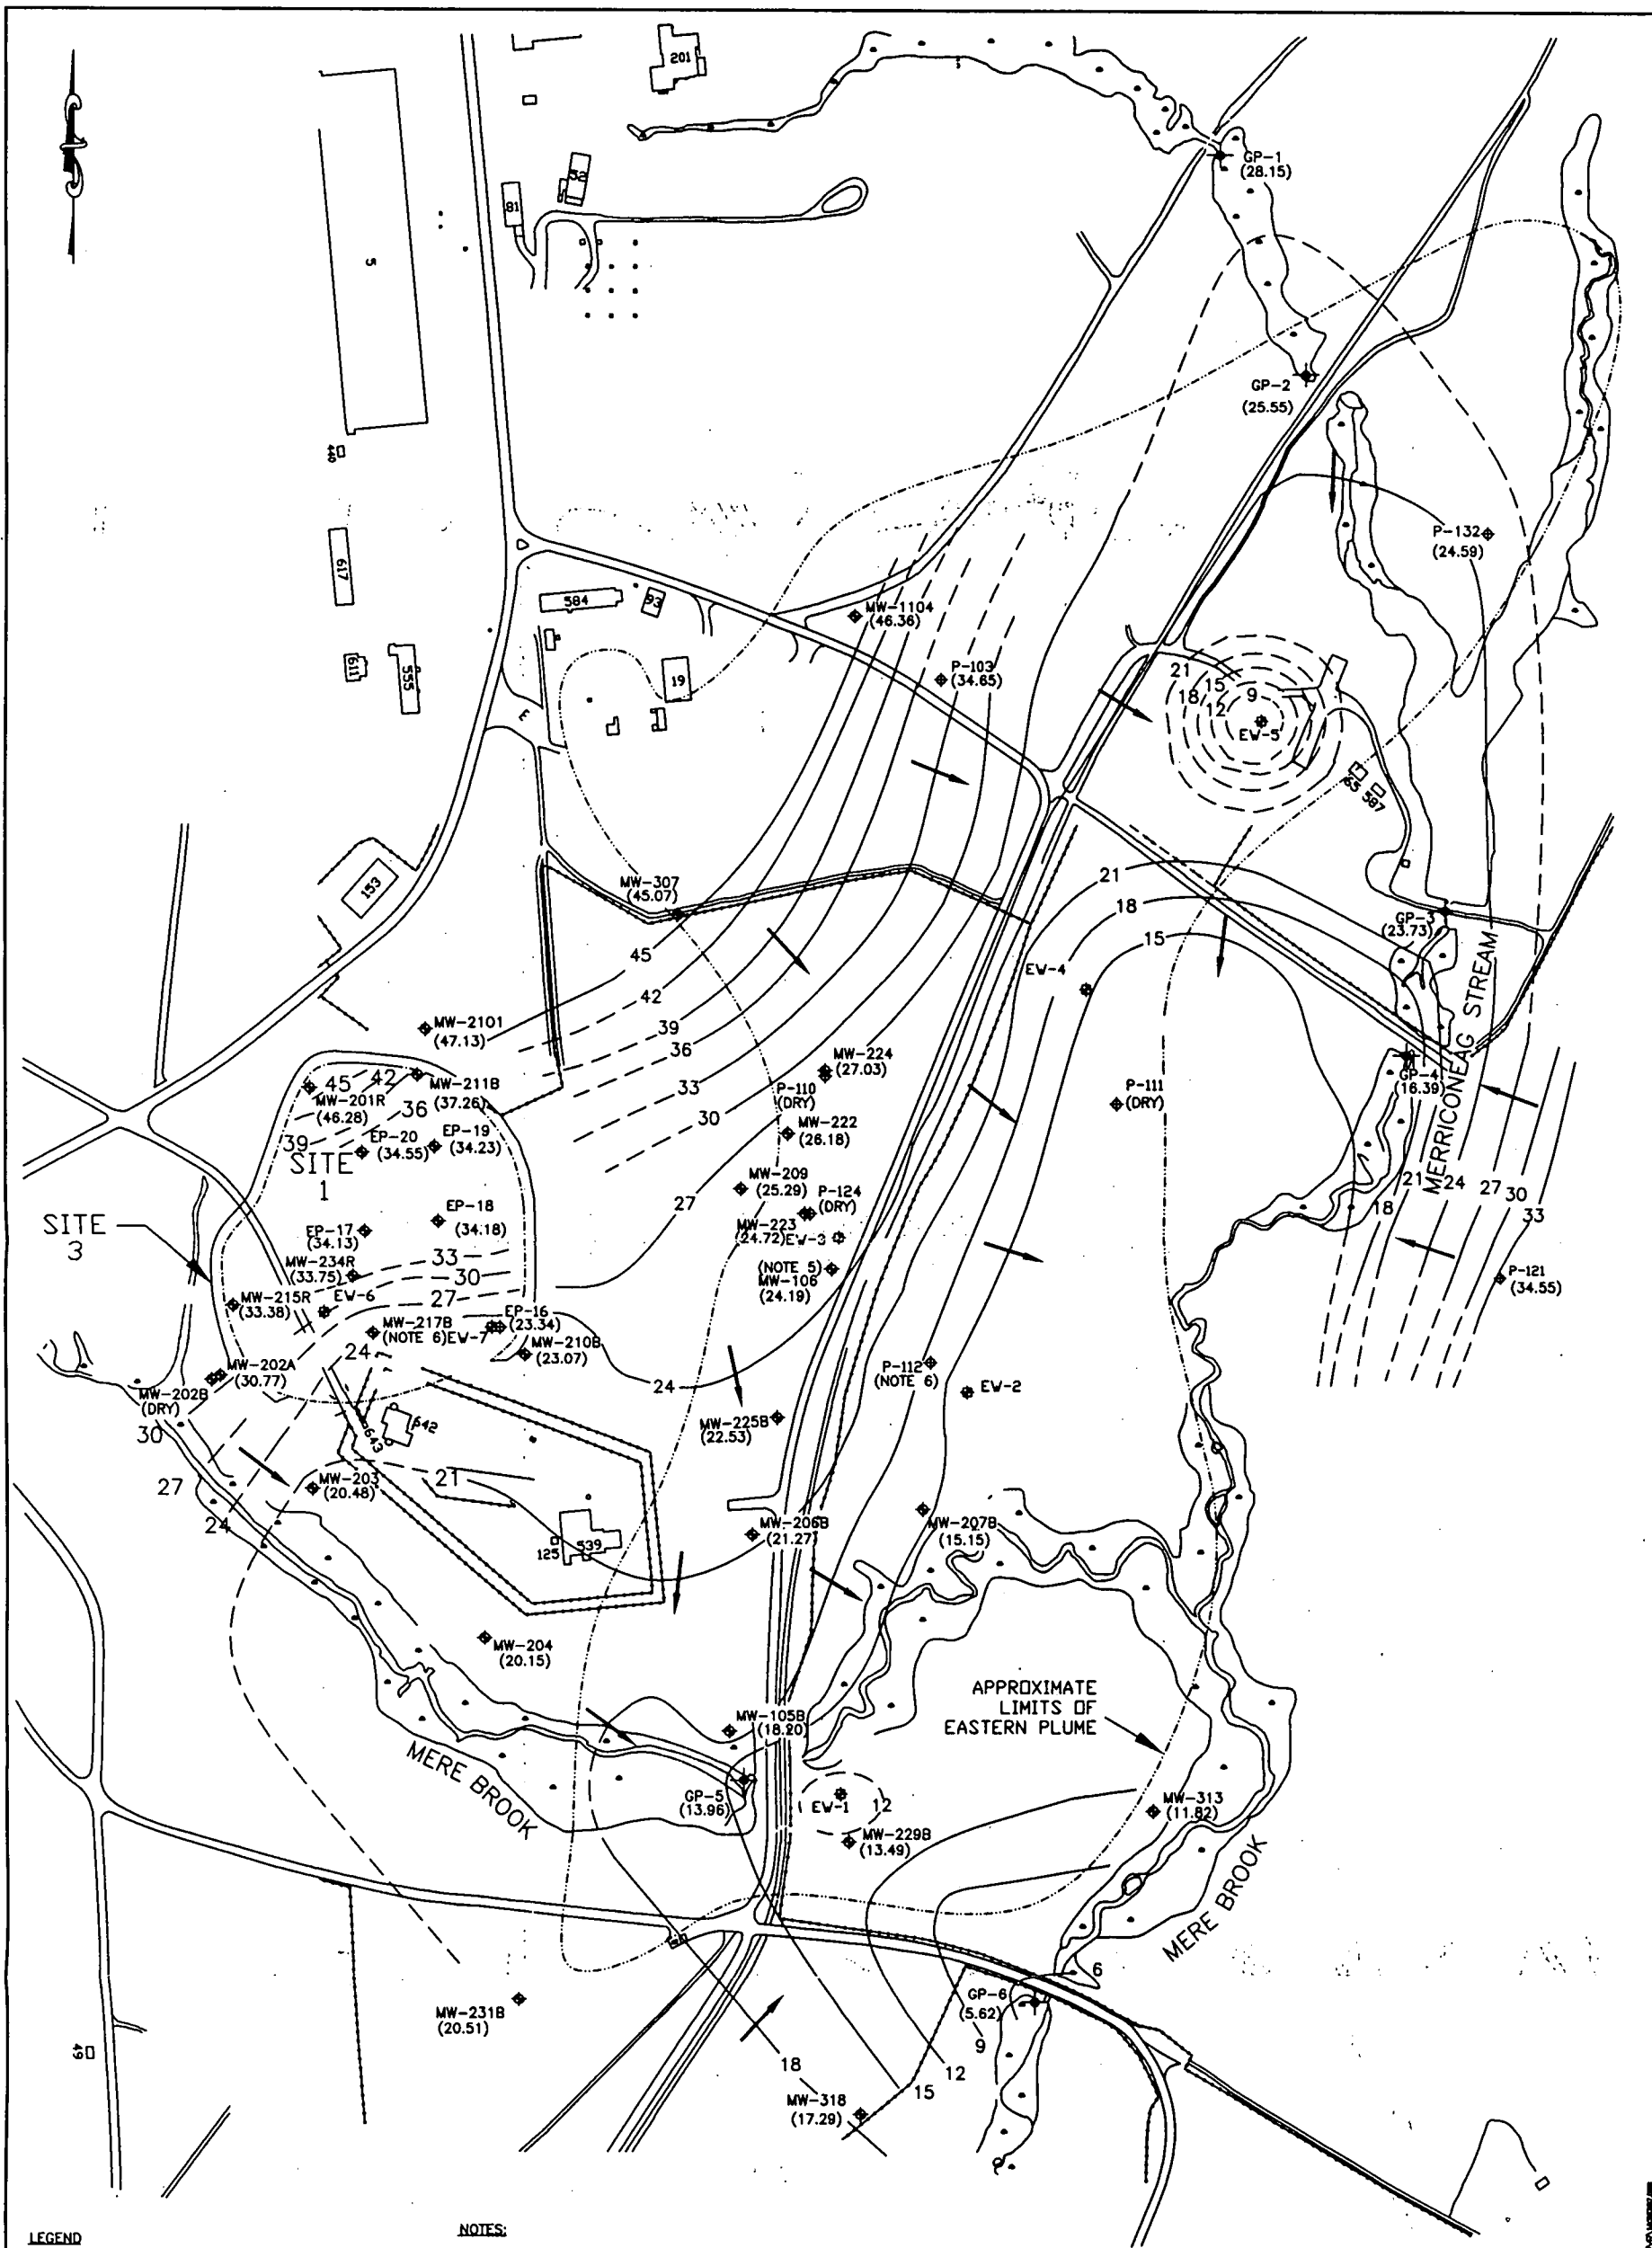 201
52
81
5
GP-1
(28.15)
GP-2
(25.55)
440
P-132
(24.59)
617
584
93
MW-1104
(46.36)
611
555
19
P-103
(34.65)
21
15
9
18
12
EW-5
E
65
587
153
MW-307
(45.07)
21
18
GP-3
(23.73)
15
45
EW-4
42
MERRICONEAG STREAM
MW-2101
(47.13)
39
36
MW-224
(27.03)
GP-4
(16.39)
45
42
MW-211B
(37.26)
33
P-110
(DRY)
P-111
(DRY)
MW-201R
(46.28)
36
30
MW-222
(26.18)
39
EP-20
(34.55)
EP-19
(34.23)
SITE
1
MW-209
(25.29)
21
24
27
30
33
18
27
P-124
(DRY)
SITE
3
EP-18
(34.18)
EP-17
(34.13)
MW-223
(24.72)
EW-3
MW-234R
(33.75)
33
30
(NOTE 5)
MW-106
(24.19)
P-121
(34.55)
MW-215R
(33.38)
EW-6
27
EP-16
(23.34)
MW-217B
(NOTE 6)
EW-7
MW-210B
(23.07)
24
MW-202A
(30.77)
P-112
(NOTE 6)
24
EW-2
MW-202B
(DRY)
642
643
MW-225B
(22.53)
30
27
MW-203
(20.48)
21
24
MW-206B
(21.27)
MW-207B
(15.15)
125
539
MW-204
(20.15)
APPROXIMATE
LIMITS OF
EASTERN PLUME
MW-105B
(18.20)
MERE BROOK
GP-5
(13.96)
EW-1
12
MW-313
(11.82)
MW-229B
(13.49)
MERE BROOK
6
GP-6
(5.62)
MW-231B
(20.51)
9
49
18
12
15
MW-318
(17.29)
LEGEND
NOTES: